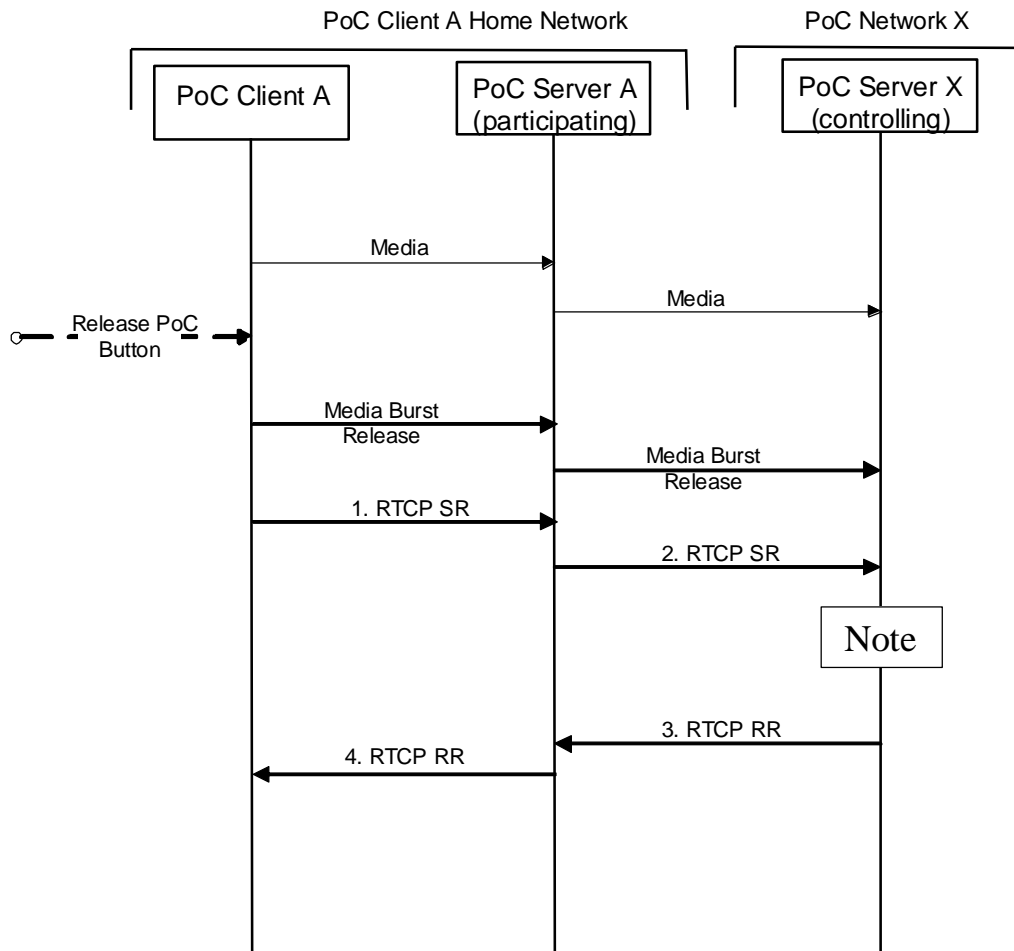 PoC Client A Home Network
PoC Network X
PoC Client A
PoC Server A
(participating)
PoC Server X
(controlling)
Media
Media
Release PoC
Button
Media Burst
Release
Media Burst
Release
1. RTCP SR
2. RTCP SR
Note
3. RTCP RR
4. RTCP RR